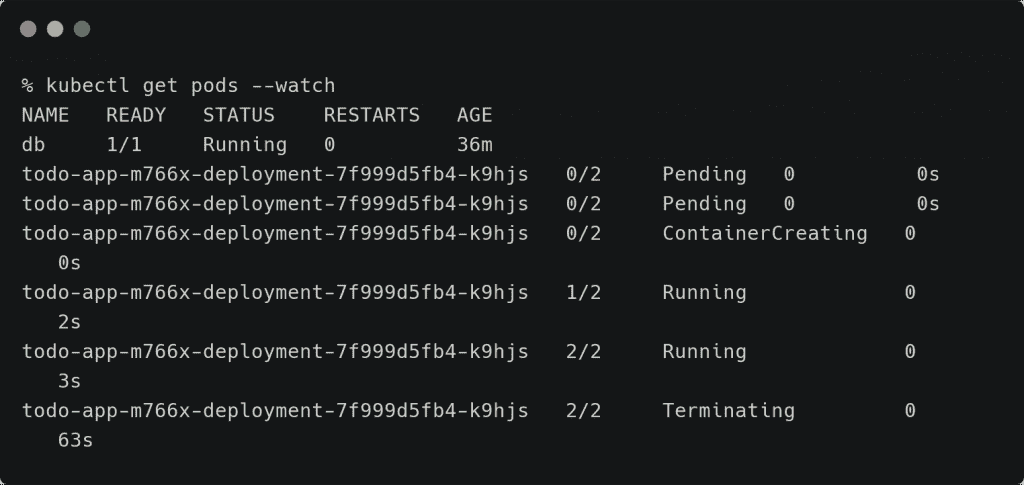 % kubectl get pods --watch
NAME   READY   STATUS    RESTARTS   AGE
db     1/1     Running   0          36m
todo-app-m766x-deployment-7f999d5fb4-k9hjs   0/2     Pending   0          0s
todo-app-m766x-deployment-7f999d5fb4-k9hjs   0/2     Pending   0          0s
todo-app-m766x-deployment-7f999d5fb4-k9hjs   0/2     ContainerCreating   0
   0s
todo-app-m766x-deployment-7f999d5fb4-k9hjs   1/2     Running             0
   2s
todo-app-m766x-deployment-7f999d5fb4-k9hjs   2/2     Running             0
   3s
todo-app-m766x-deployment-7f999d5fb4-k9hjs   2/2     Terminating         0
   63s